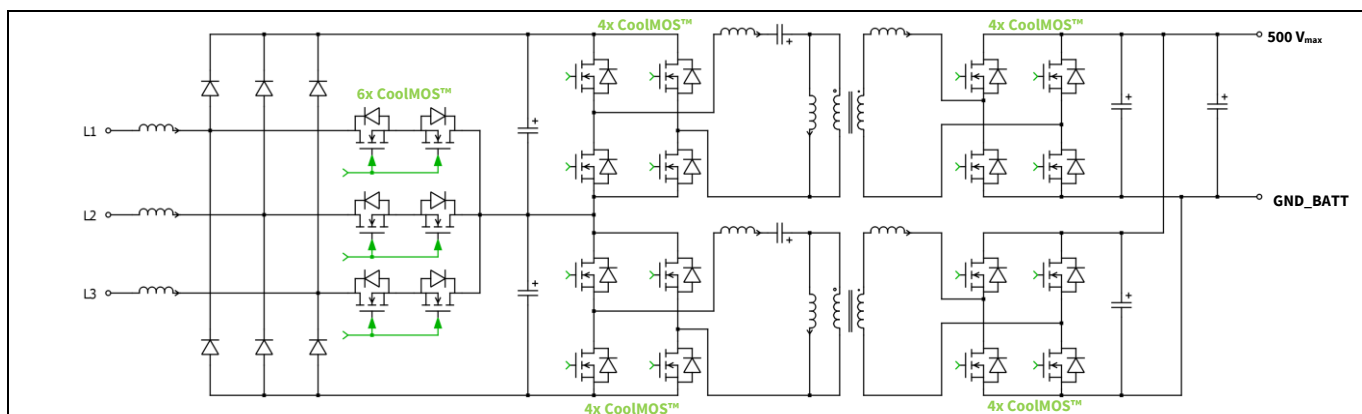 4x CoolMOS™
4x CoolMOS™
500 Vmax
6x CoolMOS™
L1
L2
GND_BATT
L3
4x CoolMOS™
4x CoolMOS™